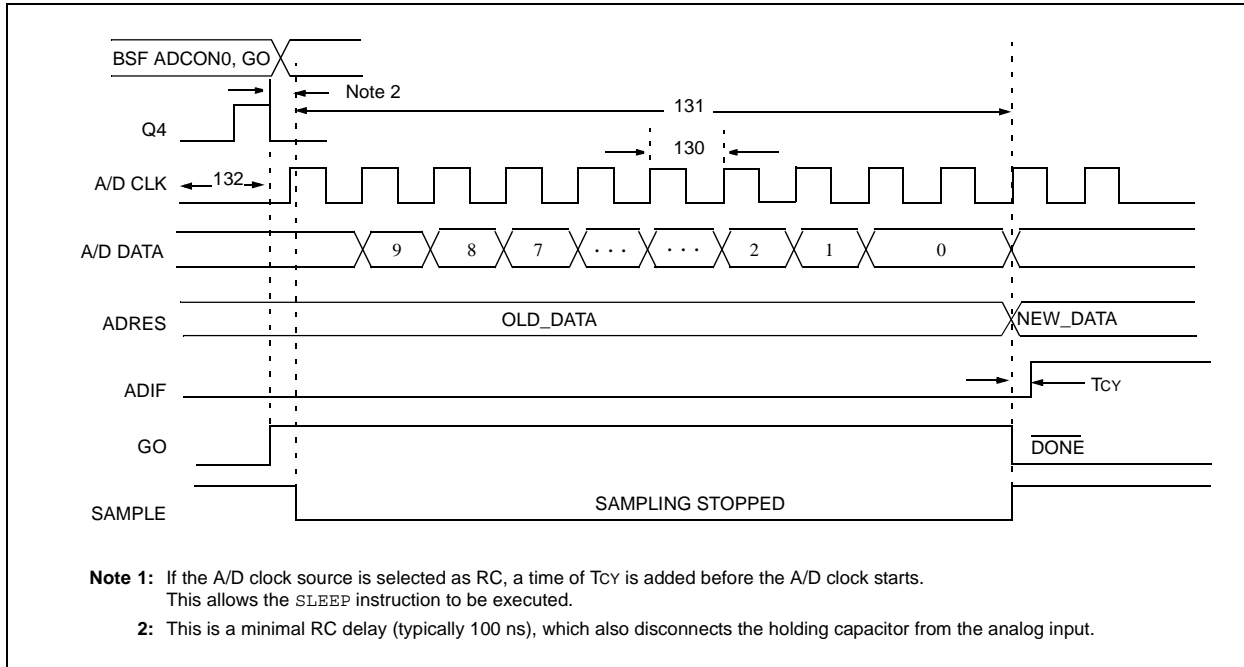 BSF ADCON0, GO
Note 2
131
Q4
130
A/D CLK
132
A/D DATA
9 8 7 · · · · · · 2 1 0
ADRES
OLD_DATA
NEW_DATA
ADIF
TCY
GO
DONE
SAMPLE
SAMPLING STOPPED
Note 1: If the A/D clock source is selected as RC, a time of TCY is added before the A/D clock starts.
This allows the SLEEP instruction to be executed.
2: This is a minimal RC delay (typically 100 ns), which also disconnects the holding capacitor from the analog input.